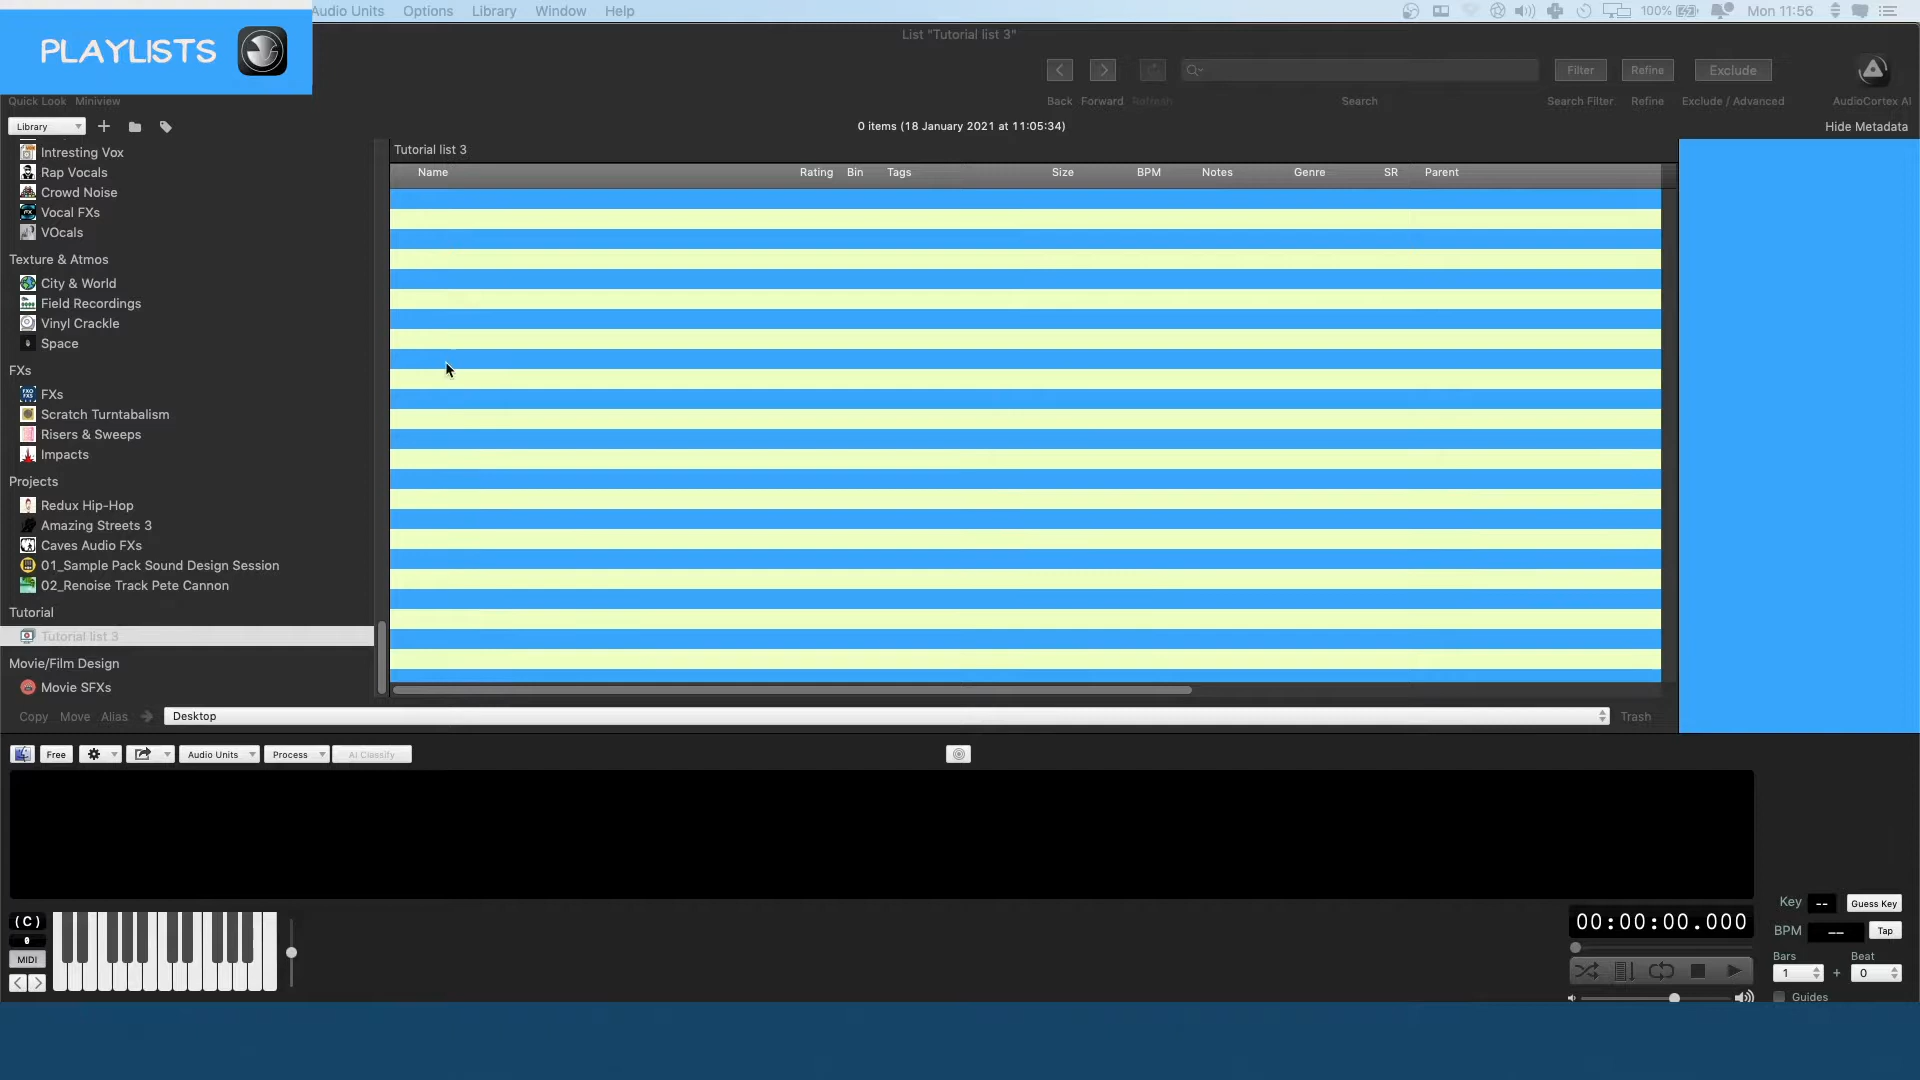 Audio Units Options Library Window Help 100% Mon 11:56
PLAYLISTS
List "Tutorial list 3"
Filter Refine Exclude
Quick Look Miniview Back Forward Refresh Search Search Filter Refine Exclude / Advanced AudioCortex AI
Library 0 items (18 January 2021 at 11:05:34) Hide Metadata
Intresting Vox
Rap Vocals
Crowd Noise
Vocal FXs
VOcals
Texture & Atmos
City & World
Field Recordings
Vinyl Crackle
Space
FXs
FXs
Scratch Turntabalism
Risers & Sweeps
Impacts
Projects
Redux Hip-Hop
Amazing Streets 3
Caves Audio FXs
01_Sample Pack Sound Design Session
02_Renoise Track Pete Cannon
Tutorial
Tutorial list 3
Movie/Film Design
Movie SFXs
Tutorial list 3
Name Rating Bin Tags Size BPM Notes Genre SR Parent
Copy Move Alias Desktop Trash
Free Audio Units Process AI Classify
(C)
0
MIDI
00:00:00.000
Key -- Guess Key
BPM -- Tap
Bars Beat
1 + 0
Guides